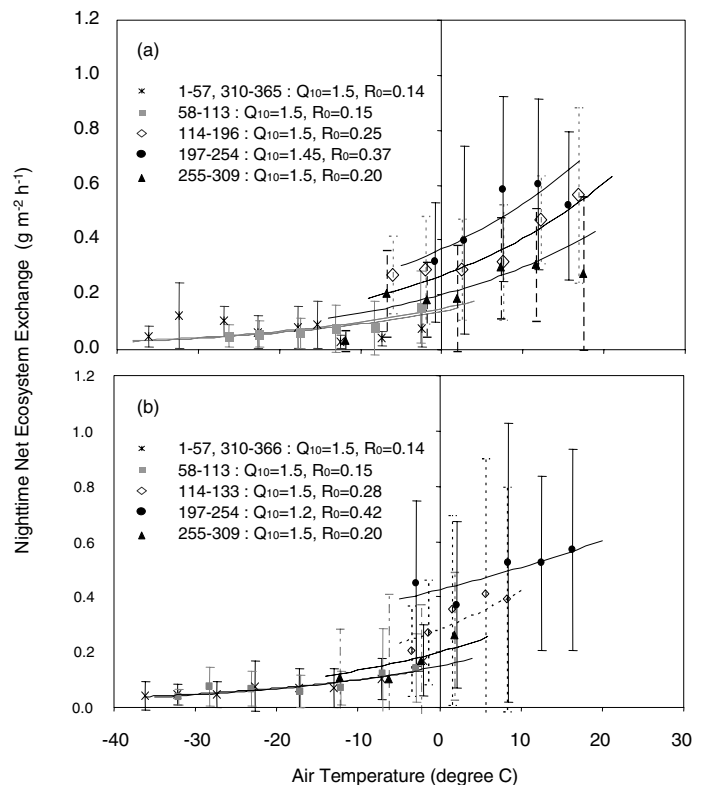 Nighttime Net Ecosystem Exchange (g m⁻² h⁻¹)
1.2
1.0
0.8
0.6
0.4
0.2
0.0
(a)
1-57, 310-365 : Q₁₀=1.5, R₀=0.14
58-113 : Q₁₀=1.5, R₀=0.15
114-196 : Q₁₀=1.5, R₀=0.25
197-254 : Q₁₀=1.45, R₀=0.37
255-309 : Q₁₀=1.5, R₀=0.20
1.2
1.0
0.8
0.6
0.4
0.2
0.0
(b)
1-57, 310-366 : Q₁₀=1.5, R₀=0.14
58-113 : Q₁₀=1.5, R₀=0.15
114-133 : Q₁₀=1.5, R₀=0.28
197-254 : Q₁₀=1.2, R₀=0.42
255-309 : Q₁₀=1.5, R₀=0.20
-40 -30 -20 -10 0 10 20 30
Air Temperature (degree C)